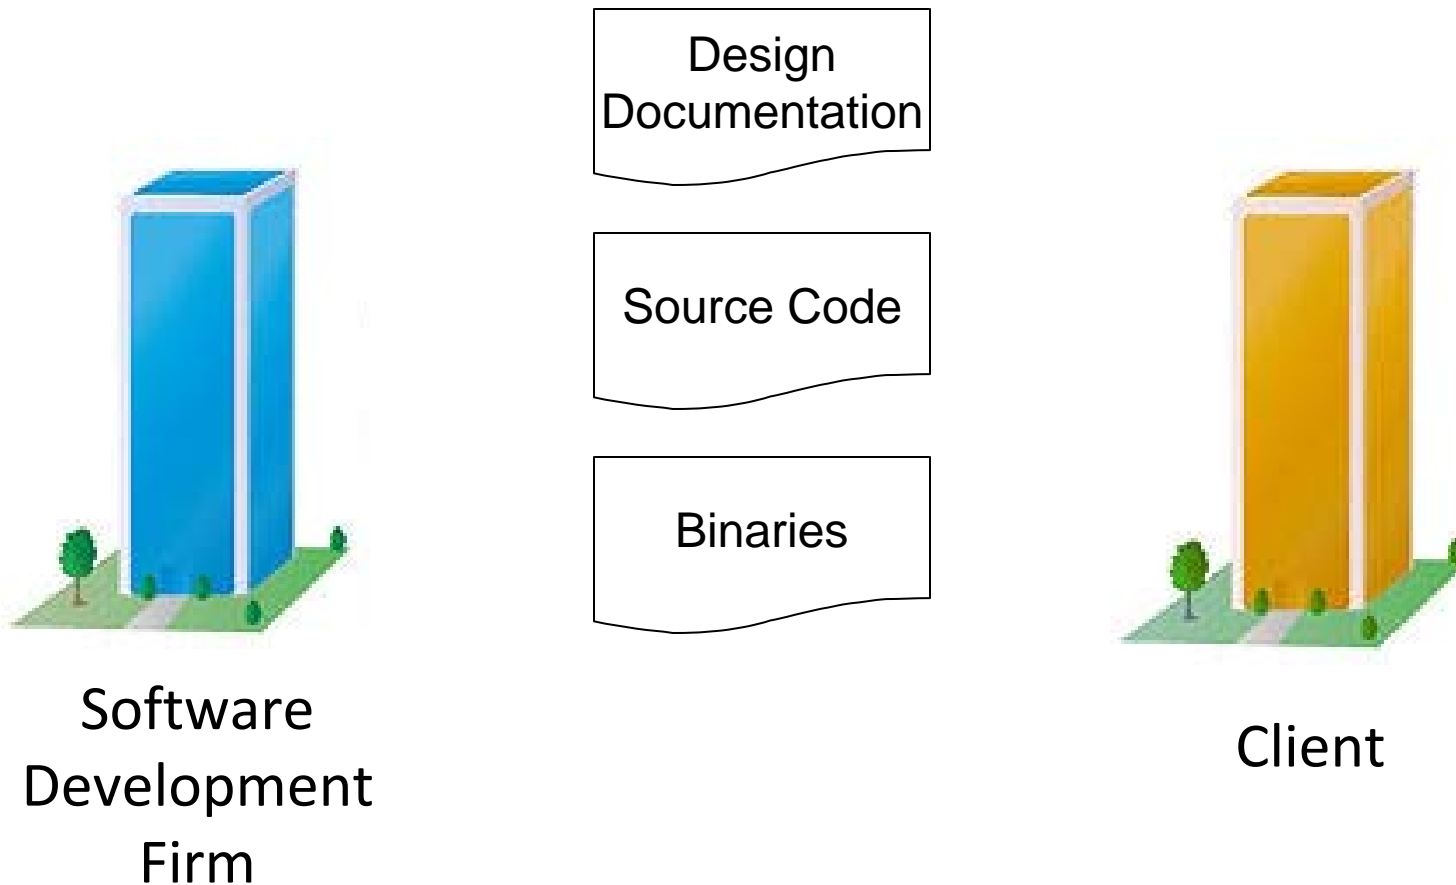 Design
Documentation
Source Code
Binaries
Software
Development
Firm
Client